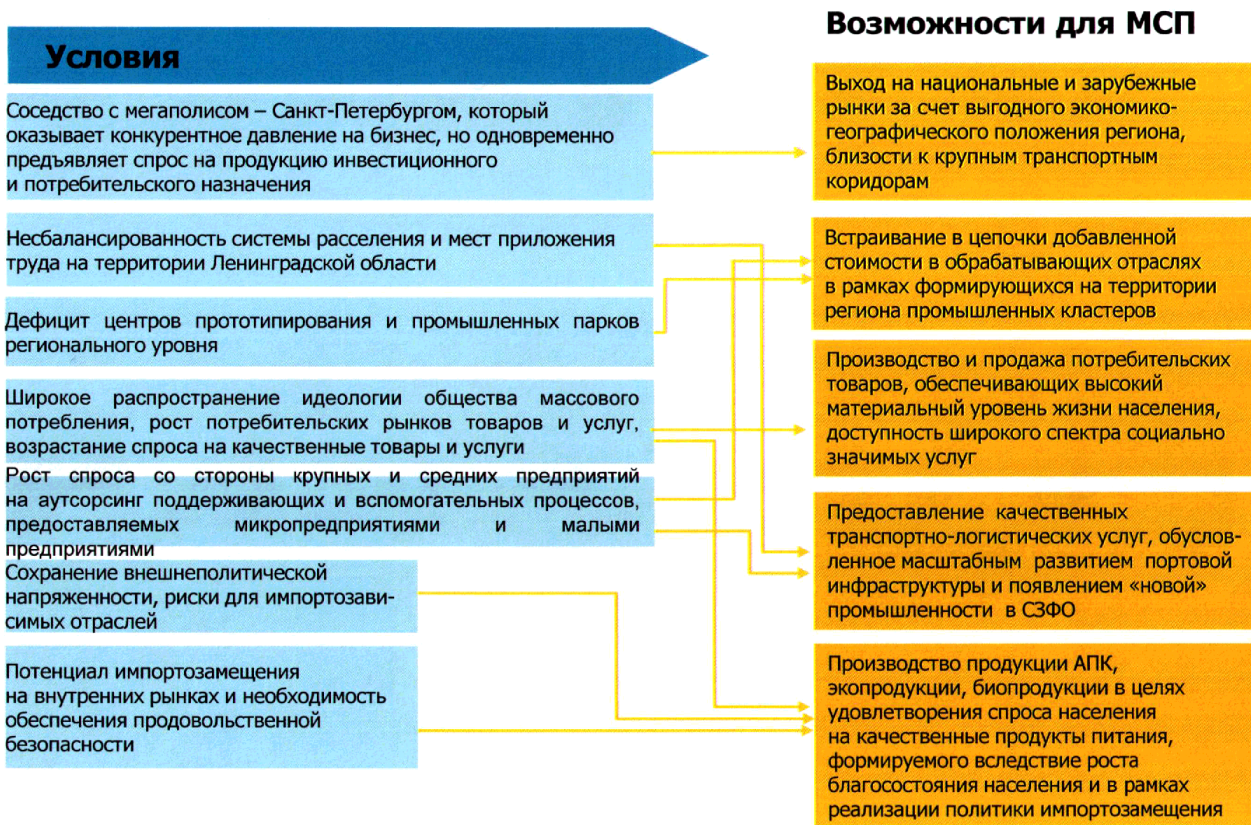 Условия
Соседство с мегаполисом – Санкт-Петербургом, который
оказывает конкурентное давление на бизнес, но одновременно
предъявляет спрос на продукцию инвестиционного
и потребительского назначения
Несбалансированность системы расселения и мест приложения
труда на территории Ленинградской области
Дефицит центров прототипирования и промышленных парков
регионального уровня
Широкое распространение идеологии общества массового
потребления, рост потребительских рынков товаров и услуг,
возрастание спроса на качественные товары и услуги
Рост спроса со стороны крупных и средних предприятий
на аутсорсинг поддерживающих и вспомогательных процессов,
предоставляемых микропредприятиями и малыми
предприятиями
Сохранение внешнеполитической
напряженности, риски для импортозави-
симых отраслей
Потенциал импортозамещения
на внутренних рынках и необходимость
обеспечения продовольственной
безопасности
Возможности для МСП
Выход на национальные и зарубежные
рынки за счет выгодного экономико-
географического положения региона,
близости к крупным транспортным
коридорам
Встраивание в цепочки добавленной
стоимости в обрабатывающих отраслях
в рамках формирующихся на территории
региона промышленных кластеров
Производство и продажа потребительских
товаров, обеспечивающих высокий
материальный уровень жизни населения,
доступность широкого спектра социально
значимых услуг
Предоставление качественных
транспортно-логистических услуг, обуслов-
ленное масштабным развитием портовой
инфраструктуры и появлением «новой»
промышленности в СЗФО
Производство продукции АПК,
экопродукции, биопродукции в целях
удовлетворения спроса населения
на качественные продукты питания,
формируемого вследствие роста
благосостояния населения и в рамках
реализации политики импортозамещения